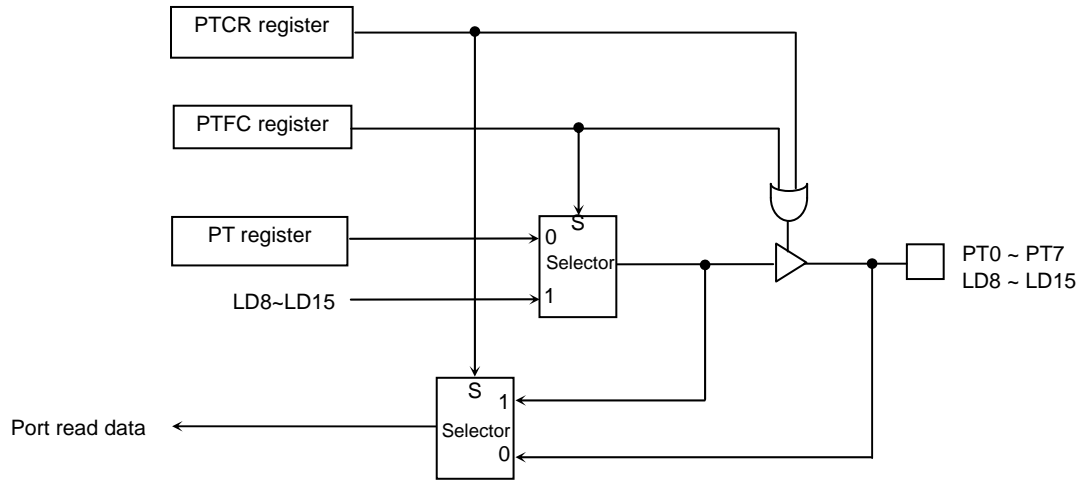 PTCR register
PTFC register
PT register
S
0
Selector
1
LD8~LD15
PT0 ~ PT7
LD8 ~ LD15
S
1
Selector
0
Port read data